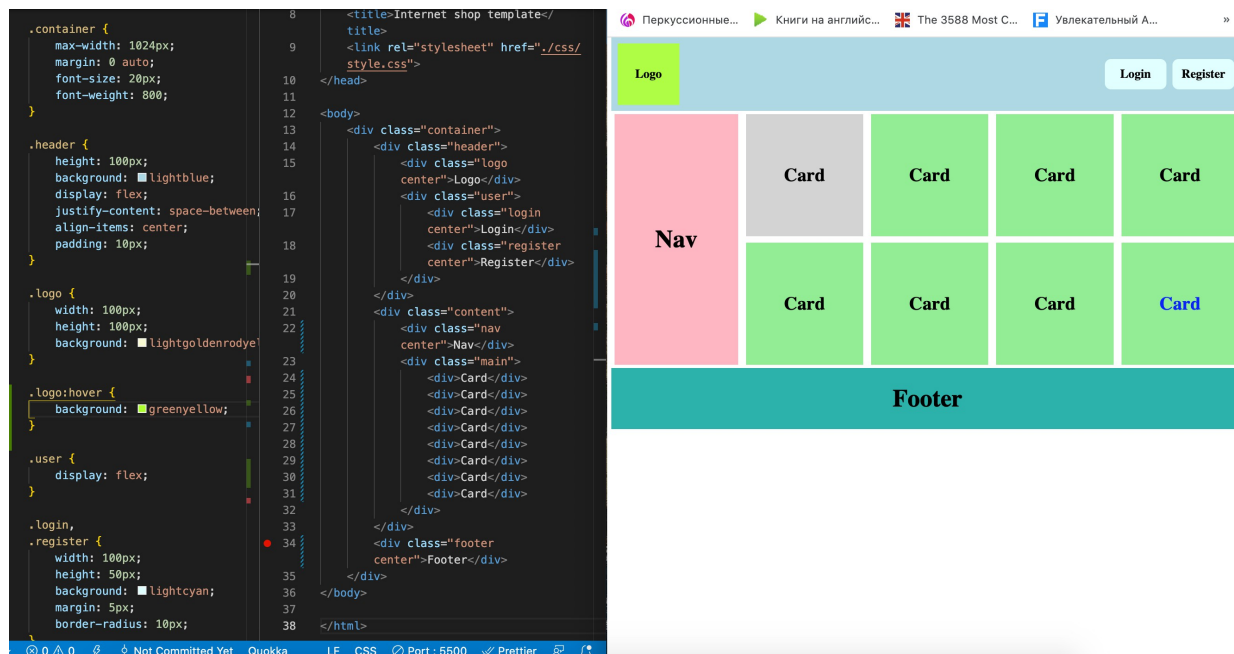 .container {
max-width: 1024px;
margin: 0 auto;
font-size: 20px;
font-weight: 800;
}
.header {
height: 100px;
background: lightblue;
display: flex;
justify-content: space-between;
align-items: center;
padding: 10px;
}
.logo {
width: 100px;
height: 100px;
background: lightgoldenrodyel
}
.logo:hover {
background: greenyellow;
}
.user {
display: flex;
}
.login,
.register {
width: 100px;
height: 50px;
background: lightcyan;
margin: 5px;
border-radius: 10px;
}
8 <title>Internet shop template</
title>
9 <link rel="stylesheet" href="./css/
style.css">
10 </head>
11
12 <body>
13 <div class="container">
14 <div class="header">
15 <div class="logo
center">Logo</div>
16 <div class="user">
17 <div class="login
center">Login</div>
18 <div class="register
center">Register</div>
19 </div>
20 </div>
21 <div class="content">
22 <div class="nav
center">Nav</div>
23 <div class="main">
24 <div>Card</div>
25 <div>Card</div>
26 <div>Card</div>
27 <div>Card</div>
28 <div>Card</div>
29 <div>Card</div>
30 <div>Card</div>
31 <div>Card</div>
32 </div>
33 </div>
34 <div class="footer
center">Footer</div>
35 </div>
36 </body>
37
38 </html>
0 0 Not Committed Yet Quokka LF CSS Port : 5500 Prettier
Перкуссионные... Книги на английс... The 3588 Most C... F Увлекательный А... »
Logo Login Register
Card Card Card Card
Nav
Card Card Card Card
Footer